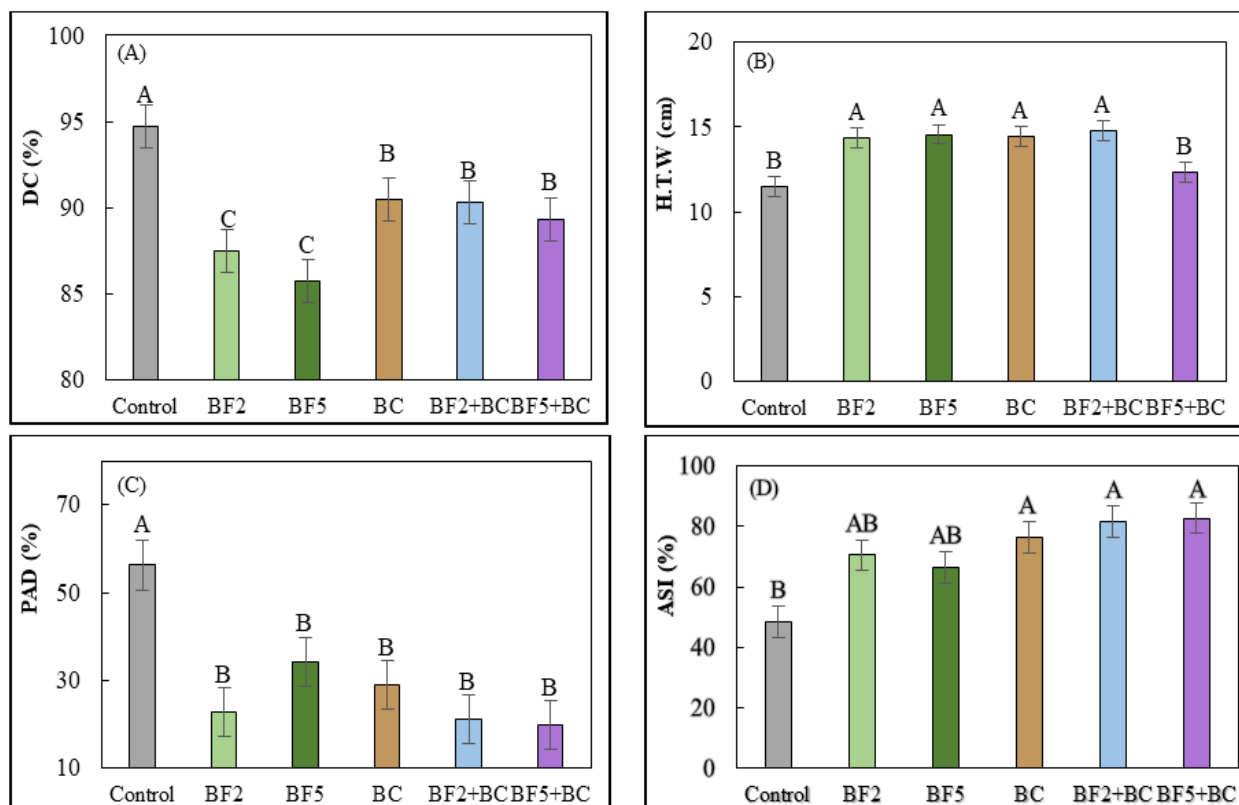 (A)
DC (%)
100
95
90
85
80
A
C
C
B
B
B
Control BF2 BF5 BC BF2+BC BF5+BC
(B)
H.T.W (cm)
20
15
10
5
0
B
A
A
A
A
B
Control BF2 BF5 BC BF2+BC BF5+BC
(C)
PAD (%)
70
50
30
10
A
B
B
B
B
B
Control BF2 BF5 BC BF2+BC BF5+BC
(D)
ASI (%)
100
80
60
40
20
0
B
AB
AB
A
A
A
Control BF2 BF5 BC BF2+BC BF5+BC